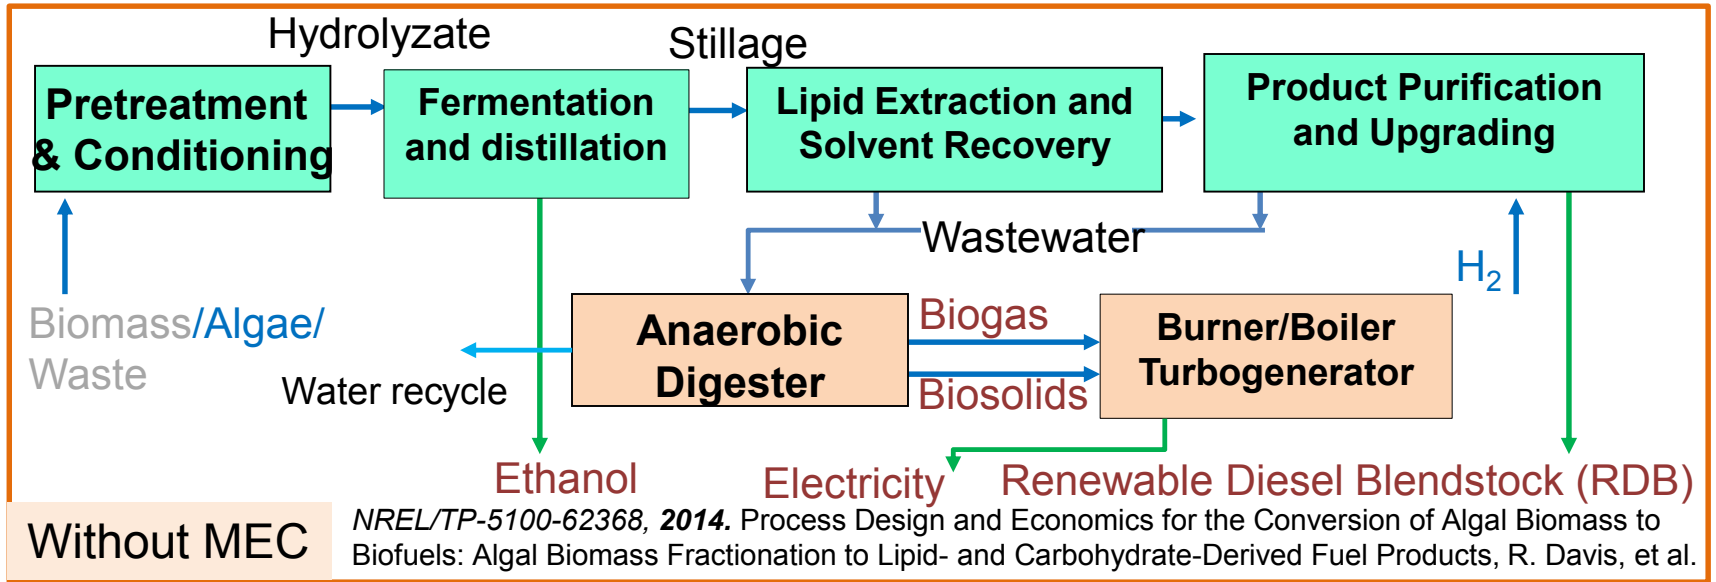 Hydrolyzate
Stillage
Pretreatment
& Conditioning
Fermentation
and distillation
Lipid Extraction and
Solvent Recovery
Product Purification
and Upgrading
Wastewater
H₂
Biomass/Algae/
Waste
Water recycle
Anaerobic
Digester
Biogas
Biosolids
Burner/Boiler
Turbogenerator
Ethanol
Electricity
Renewable Diesel Blendstock (RDB)
Without MEC
NREL/TP-5100-62368, 2014. Process Design and Economics for the Conversion of Algal Biomass to
Biofuels: Algal Biomass Fractionation to Lipid- and Carbohydrate-Derived Fuel Products, R. Davis, et al.